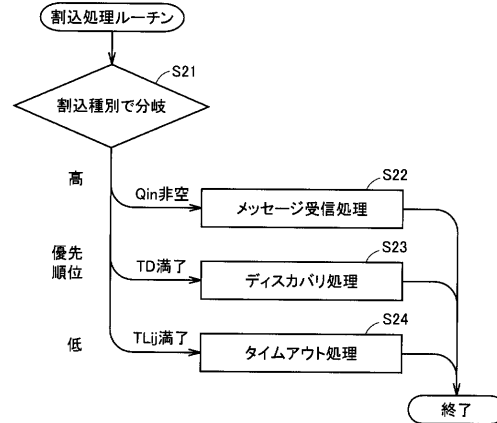 割込処理ルーチン
S21
割込種別で分岐
高
Qin非空
S22
メッセージ受信処理
優先
順位
TD満了
S23
ディスカバリ処理
低
TLij満了
S24
タイムアウト処理
終了